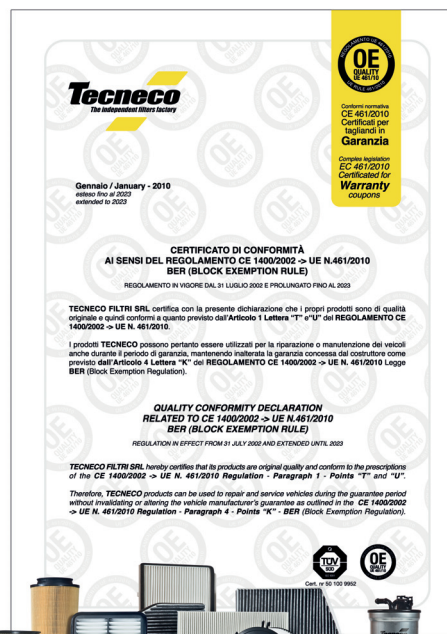 REGOLAMENTO UE 461/2010
OE
QUALITY
UE 461/10
CE RULE 461/2010
Conformi normativa
CE 461/2010
Certificati per
tagliandi in
Garanzia
Complies legislation
EC 461/2010
Certificated for
Warranty
coupons
Tecneco
The independent filters factory
Gennaio / January - 2010
esteso fino al 2023
extended to 2023
CERTIFICATO DI CONFORMITÀ
AI SENSI DEL REGOLAMENTO CE 1400/2002 -> UE N.461/2010
BER (BLOCK EXEMPTION RULE)
REGOLAMENTO IN VIGORE DAL 31 LUGLIO 2002 E PROLUNGATO FINO AL 2023
TECNECO FILTRI SRL certifica con la presente dichiarazione che i propri prodotti sono di qualità
originale e quindi conformi a quanto previsto dall'Articolo 1 Lettera “T” e“U” del REGOLAMENTO CE
1400/2002 -> UE N. 461/2010.
I prodotti TECNECO possono pertanto essere utilizzati per la riparazione o manutenzione dei veicoli
anche durante il periodo di garanzia, mantenendo inalterata la garanzia concessa dal costruttore come
previsto dall'Articolo 4 Lettera “K” del REGOLAMENTO CE 1400/2002 -> UE N. 461/2010 Legge
BER (Block Exemption Regulation).
QUALITY CONFORMITY DECLARATION
RELATED TO CE 1400/2002 -> UE N.461/2010
BER (BLOCK EXEMPTION RULE)
REGULATION IN EFFECT FROM 31 JULY 2002 AND EXTENDED UNTIL 2023
TECNECO FILTRI SRL hereby certifies that its products are original quality and conform to the prescriptions
of the CE 1400/2002 -> UE N. 461/2010 Regulation - Paragraph 1 - Points “T” and “U”.
Therefore, TECNECO products can be used to repair and service vehicles during the guarantee period
without invalidating or altering the vehicle manufacturer's guarantee as outlined in the CE 1400/2002
-> UE N. 461/2010 Regulation - Paragraph 4 - Points “K” - BER (Block Exemption Regulation).
TÜV
SÜD
OE
QUALITY
Cert. nr 50 100 9952